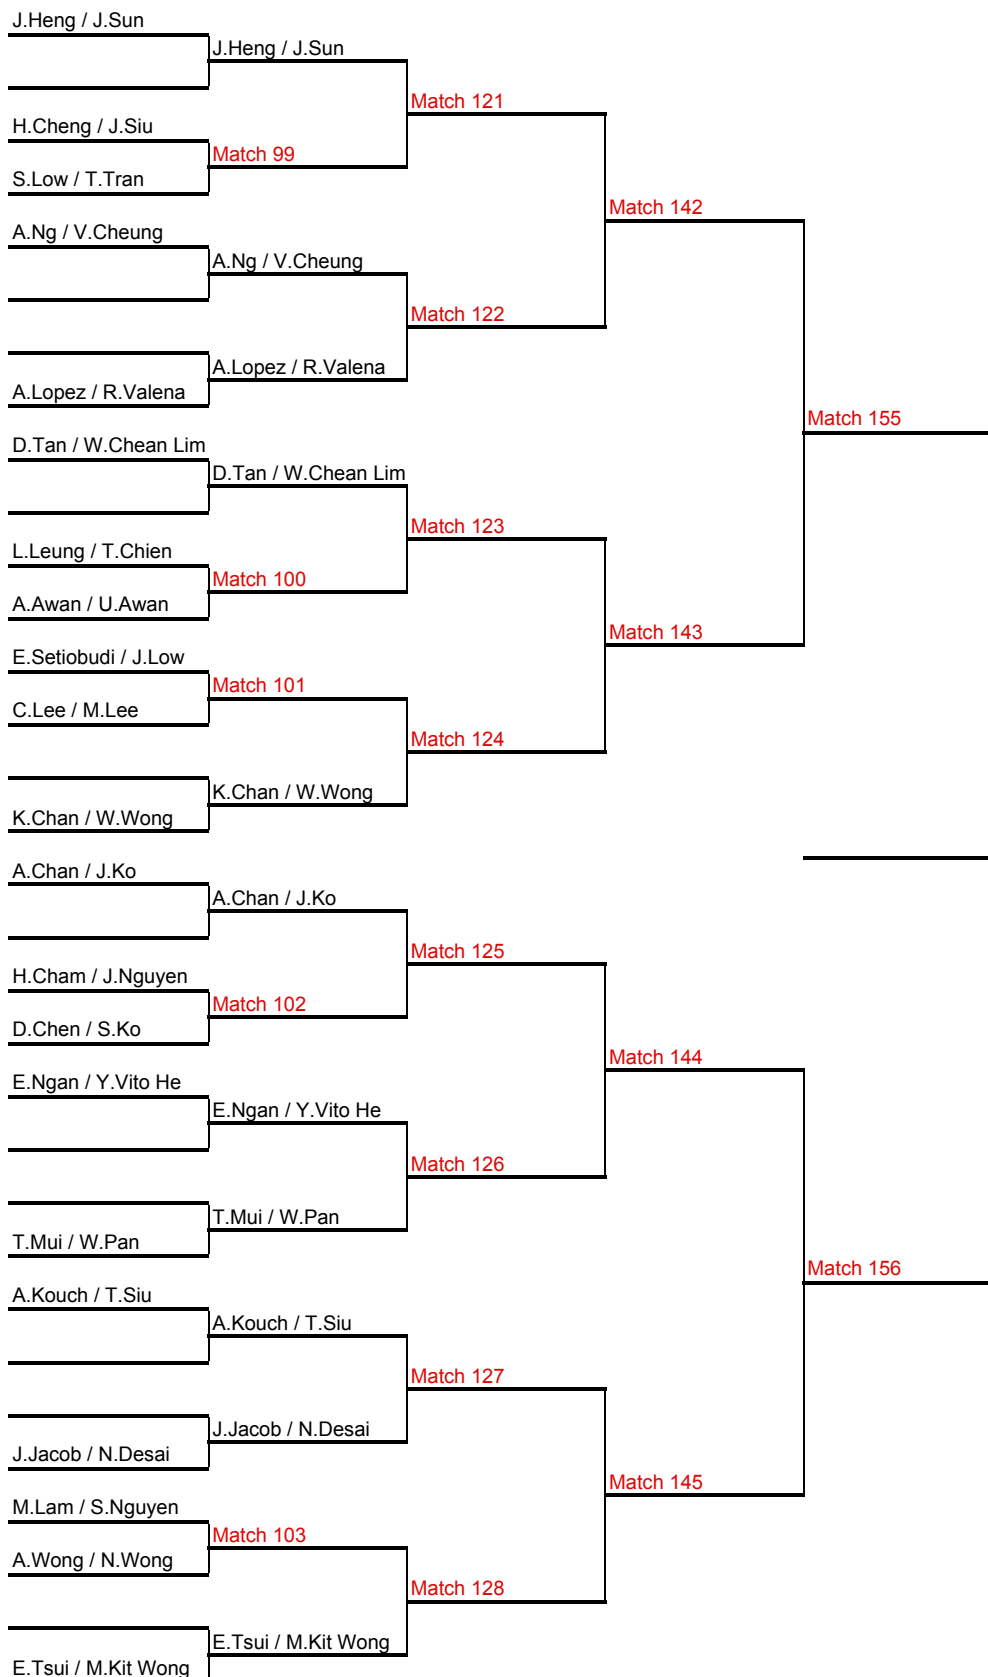 J.Heng / J.Sun
J.Heng / J.Sun
Match 121
H.Cheng / J.Siu
Match 99
S.Low / T.Tran
Match 142
A.Ng / V.Cheung
A.Ng / V.Cheung
Match 122
A.Lopez / R.Valena
A.Lopez / R.Valena
Match 155
D.Tan / W.Chean Lim
D.Tan / W.Chean Lim
Match 123
L.Leung / T.Chien
Match 100
A.Awan / U.Awan
Match 143
E.Setiobudi / J.Low
Match 101
C.Lee / M.Lee
Match 124
K.Chan / W.Wong
K.Chan / W.Wong
A.Chan / J.Ko
A.Chan / J.Ko
Match 125
H.Cham / J.Nguyen
Match 102
D.Chen / S.Ko
Match 144
E.Ngan / Y.Vito He
E.Ngan / Y.Vito He
Match 126
T.Mui / W.Pan
T.Mui / W.Pan
Match 156
A.Kouch / T.Siu
A.Kouch / T.Siu
Match 127
J.Jacob / N.Desai
J.Jacob / N.Desai
Match 145
M.Lam / S.Nguyen
Match 103
A.Wong / N.Wong
Match 128
E.Tsui / M.Kit Wong
E.Tsui / M.Kit Wong